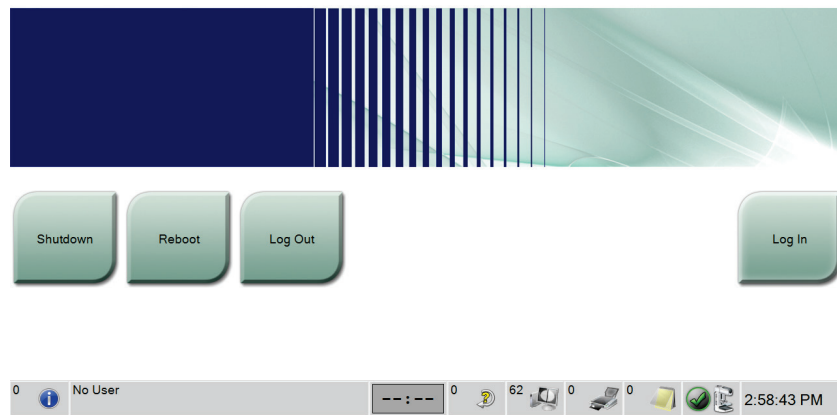 Shutdown
Reboot
Log Out
Log In
0
No User
--:--
0
62
0
0
2:58:43 PM